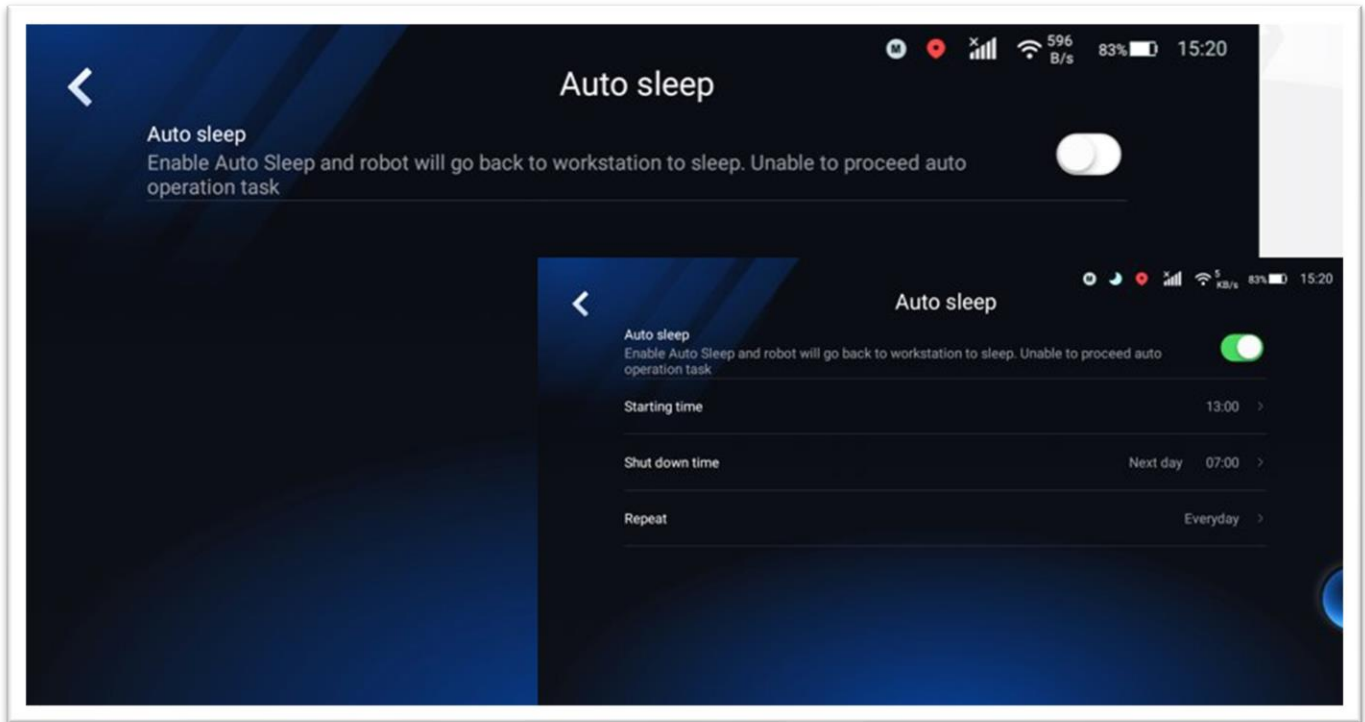 M
596
B/s
83%
15:20
Auto sleep
Auto sleep
Enable Auto Sleep and robot will go back to workstation to sleep. Unable to proceed auto
operation task
M
5
KB/s
83%
15:20
Auto sleep
Auto sleep
Enable Auto Sleep and robot will go back to workstation to sleep. Unable to proceed auto
operation task
Starting time 13:00
Shut down time Next day 07:00
Repeat Everyday